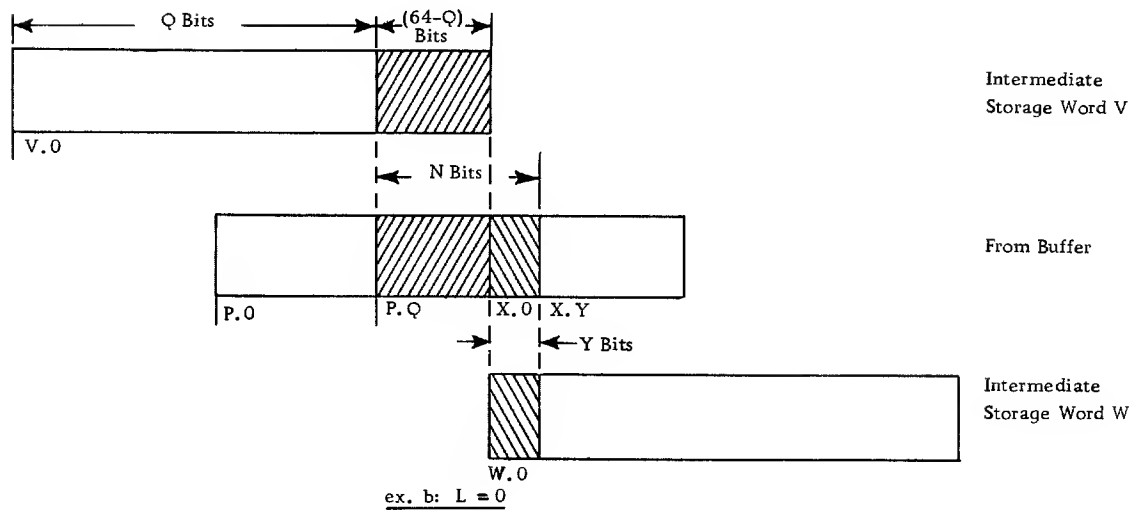 Q Bits
(64-Q)
Bits
Intermediate
Storage Word V
V.0
N Bits
From Buffer
P.0
P.Q
X.0
X.Y
Y Bits
Intermediate
Storage Word W
W.0
ex. b: L = 0